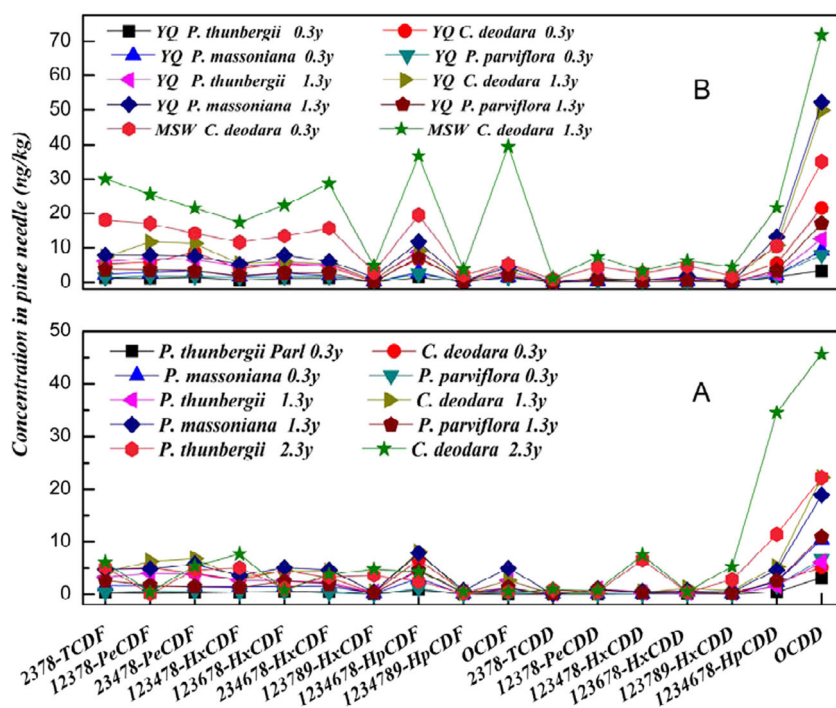 70
60
50
40
30
20
10
0
YQ P. thunbergii 0.3y
YQ C. deodara 0.3y
YQ P. massoniana 0.3y
YQ P. parviflora 0.3y
YQ P. thunbergii 1.3y
YQ C. deodara 1.3y
YQ P. massoniana 1.3y
YQ P. parviflora 1.3y
MSW C. deodara 0.3y
MSW C. deodara 1.3y
B
Concentration in pine needle (ng/kg)
50
40
30
20
10
0
P. thunbergii Parl 0.3y
C. deodara 0.3y
P. massoniana 0.3y
P. parviflora 0.3y
P. thunbergii 1.3y
C. deodara 1.3y
P. massoniana 1.3y
P. parviflora 1.3y
P. thunbergii 2.3y
C. deodara 2.3y
A
2378-TCDF
12378-PeCDF
23478-PeCDF
123478-HxCDF
123678-HxCDF
234678-HxCDF
123789-HxCDF
1234678-HpCDF
1234789-HpCDF
OCDF
2378-TCDD
12378-PeCDD
123478-HxCDD
123678-HxCDD
123789-HxCDD
1234678-HpCDD
OCDD